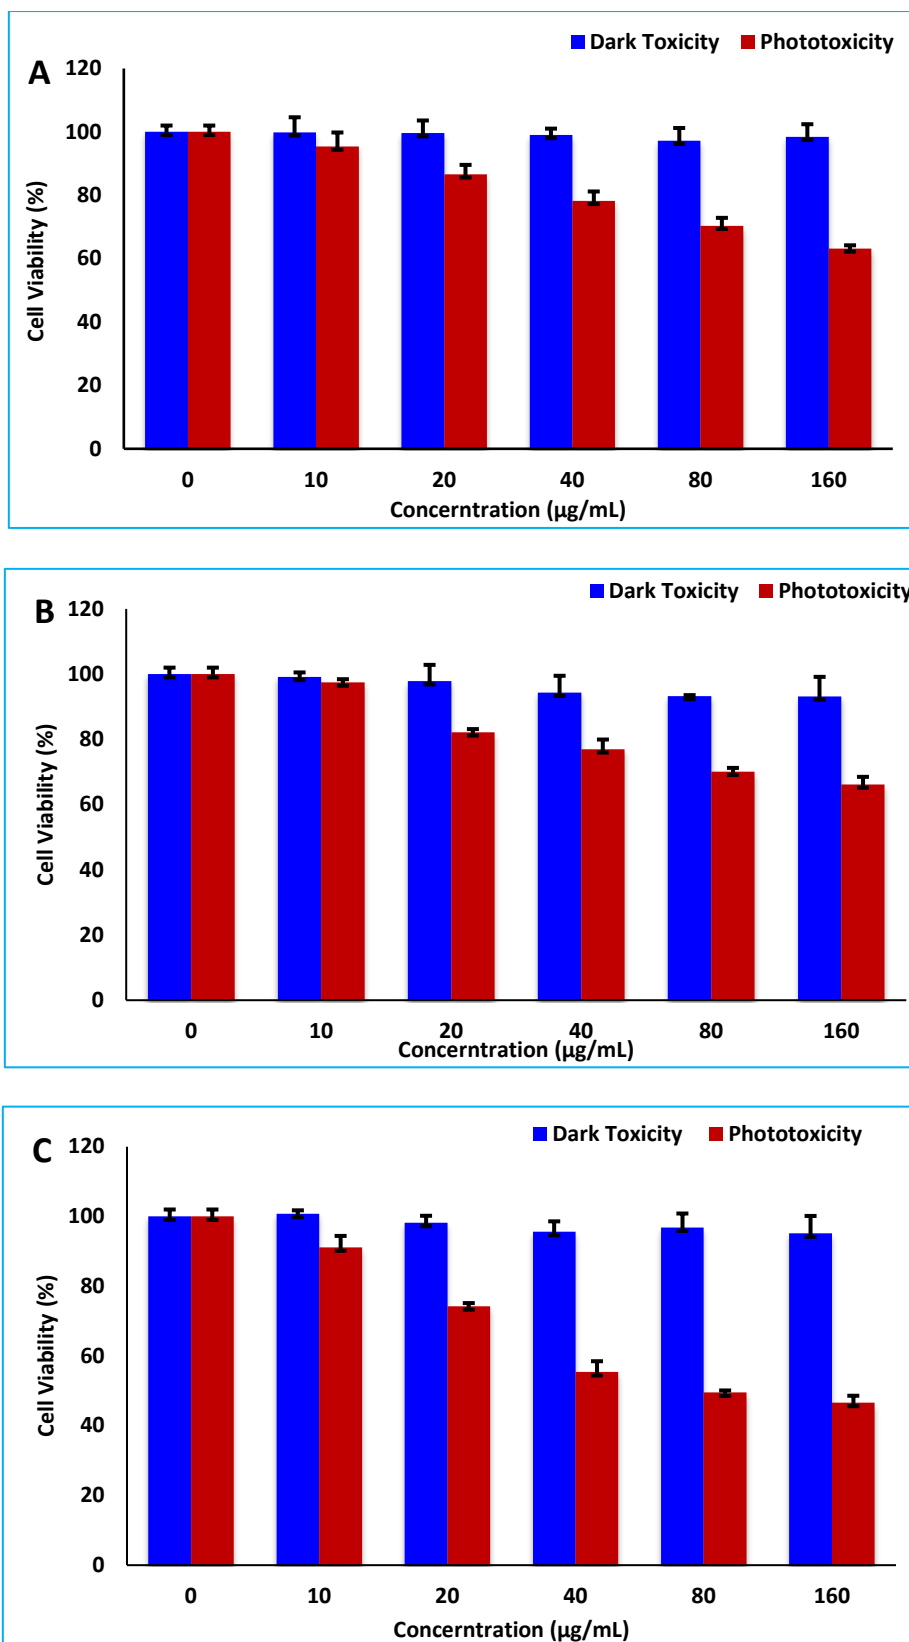 Dark Toxicity Phototoxicity
A
120
100
80
60
40
20
0
Cell Viability (%)
0 10 20 40 80 160
Concerntration (µg/mL)
Dark Toxicity Phototoxicity
B
120
100
80
60
40
20
0
Cell Viability (%)
0 10 20 40 80 160
Concerntration (µg/mL)
Dark Toxicity Phototoxicity
C
120
100
80
60
40
20
0
Cell Viability (%)
0 10 20 40 80 160
Concerntration (µg/mL)